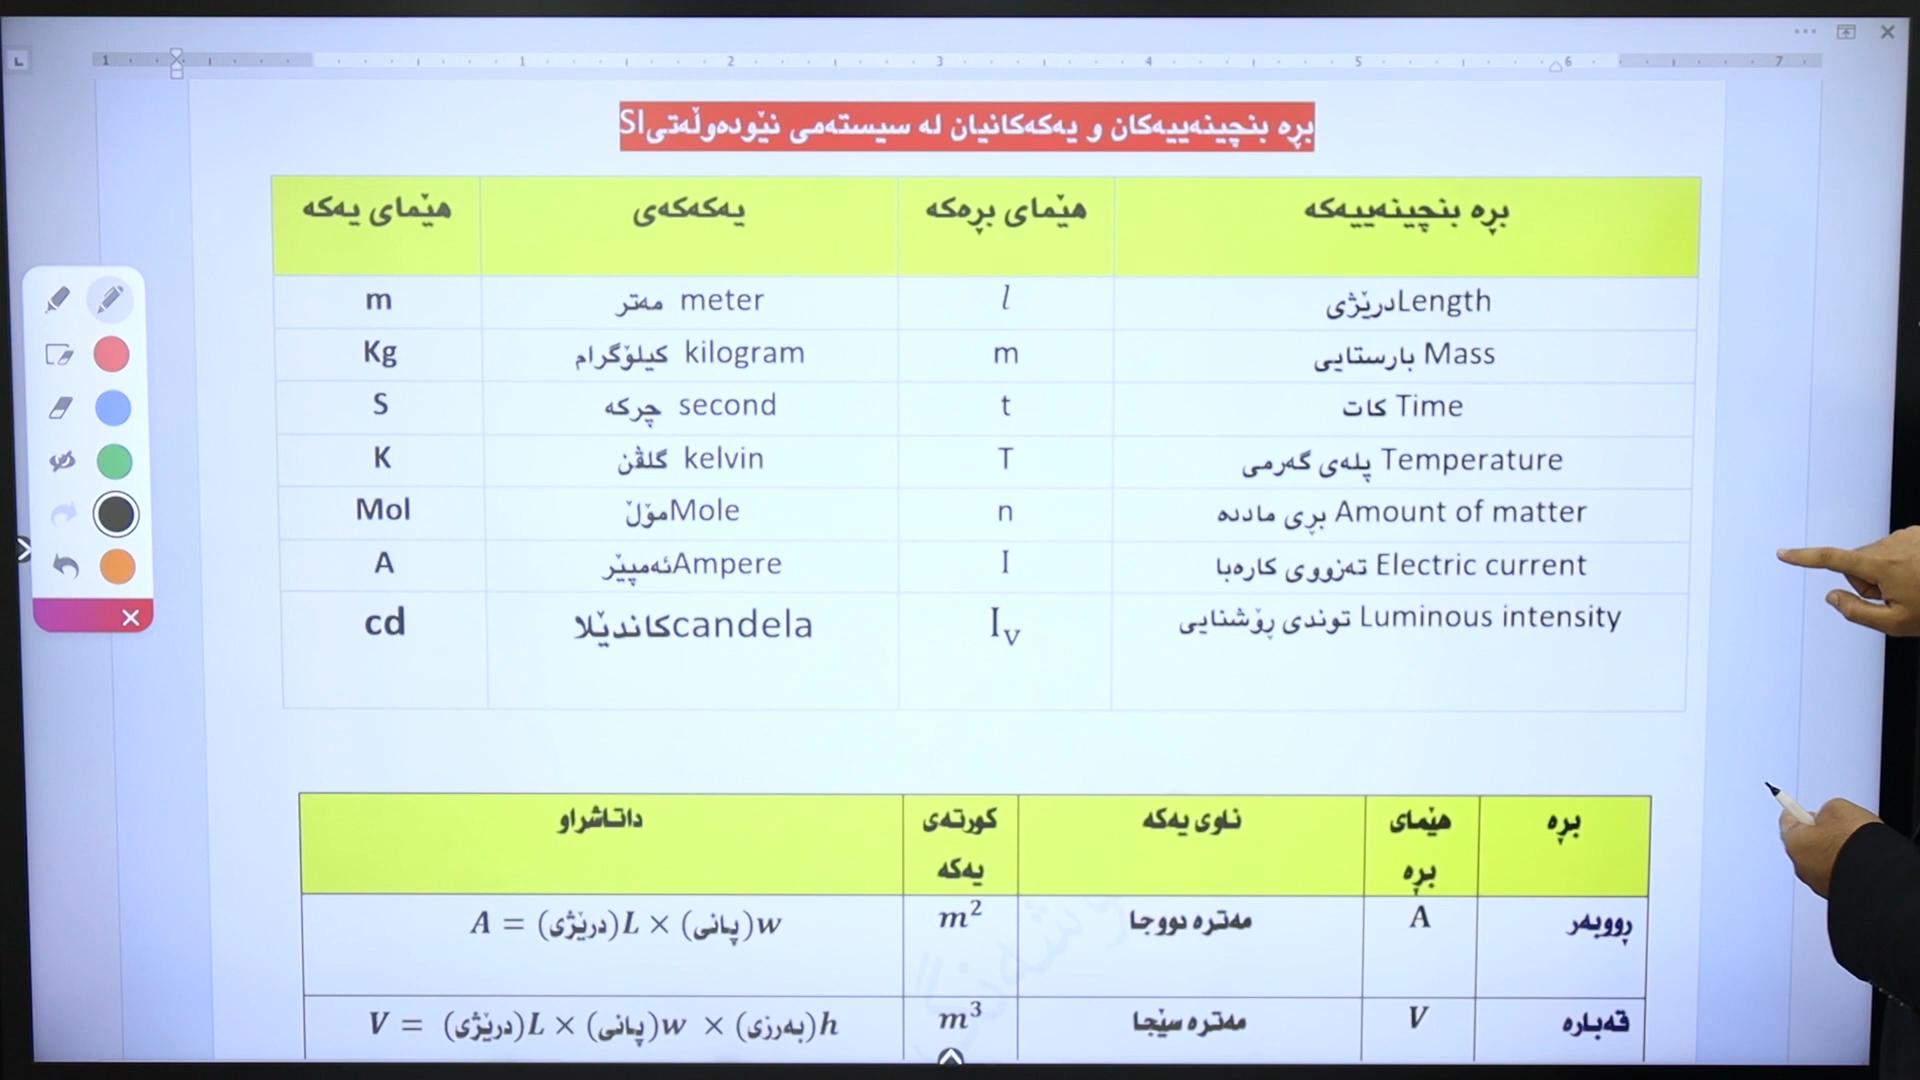 بڕە بنچینەییەکان و یەکەکانیان لە سیستەمی نێودەوڵەتیSI
بڕە بنچینەییەکە هێمای بڕەکە یەکەکەی هێمای یەکە
درێژیLength l مەتر meter m
بارستایی Mass m کیلۆگرام kilogram Kg
کات Time t چرکە second S
پلەی گەرمی Temperature T گلڤن kelvin K
بڕی ماددە Amount of matter n مۆڵMole Mol
تەزووی کارەبا Electric current I ئەمپێرAmpere A
توندی ڕۆشنایی Luminous intensity I_V کاندێلاcandela cd
بڕە هێمای بڕە ناوی یەکە کورتەی یەکە داتاشراو
ڕووبەر A مەترە دووجا m² A = (درێژی)L × (پانی)w
قەبارە V مەترە سێجا m³ V = (درێژی)L × (پانی)w × (بەرزی)h